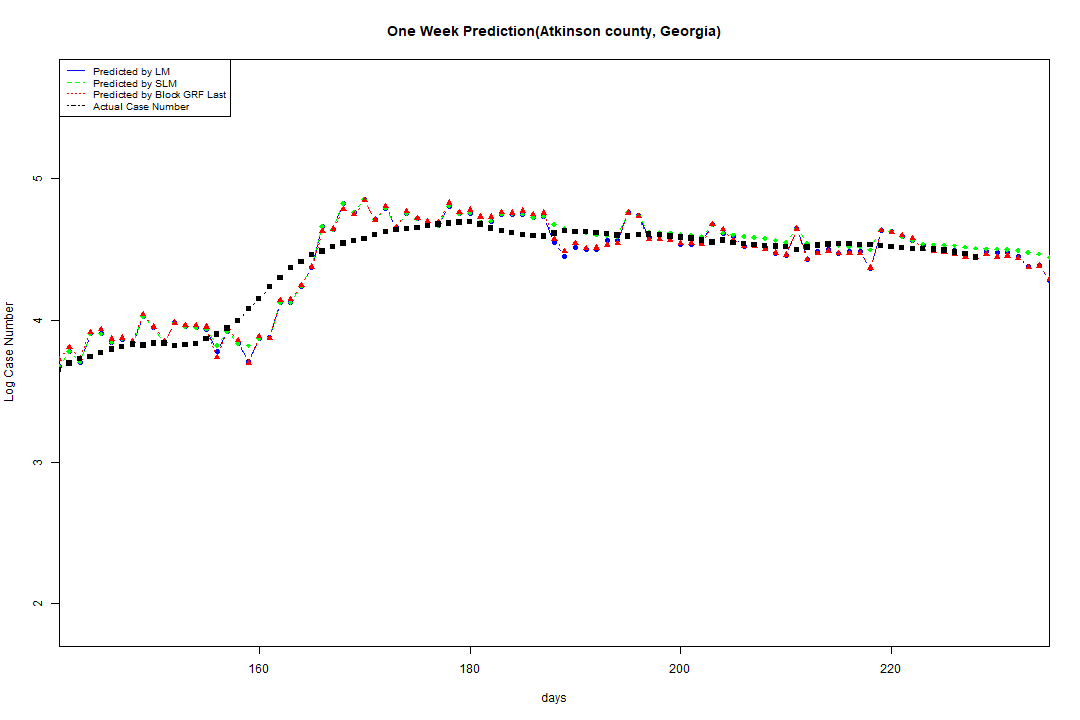 One Week Prediction(Atkinson county, Georgia)
Predicted by LM
Predicted by SLM
Predicted by Block GRF Last
Actual Case Number
5
4
3
2
Log Case Number
160 180 200 220
days